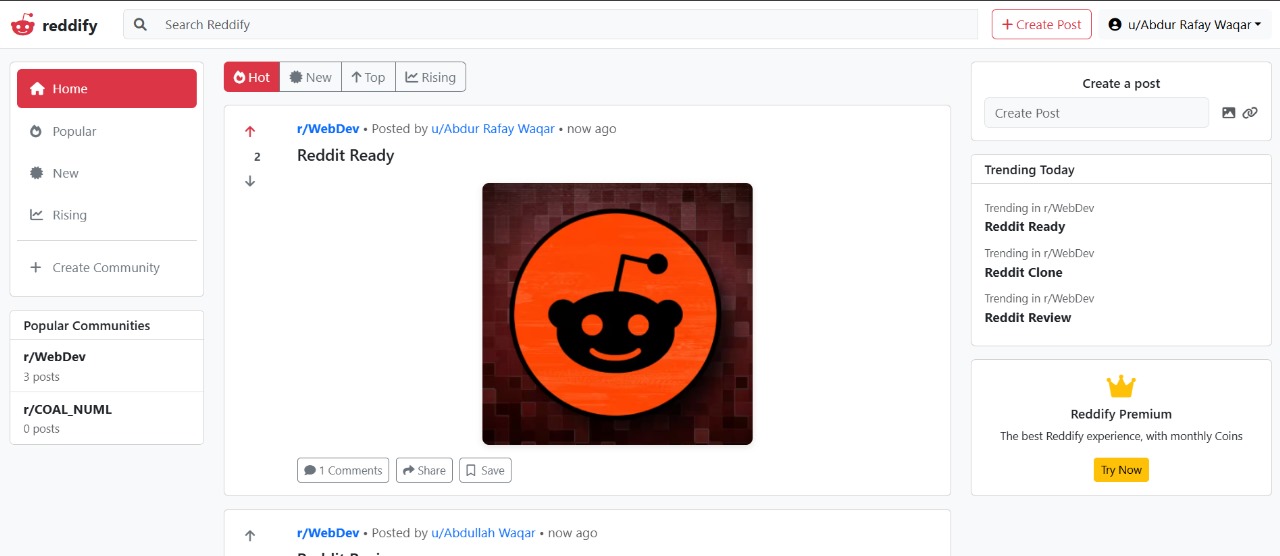 reddify
Search Reddify
Create Post
u/Abdur Rafay Waqar
Home
Popular
New
Rising
Create Community
Popular Communities
r/WebDev
3 posts
r/COAL_NUML
0 posts
Hot New Top Rising
r/WebDev • Posted by u/Abdur Rafay Waqar • now ago
2
Reddit Ready
1 Comments Share Save
r/WebDev • Posted by u/Abdullah Waqar • now ago
Create a post
Create Post
Trending Today
Trending in r/WebDev
Reddit Ready
Trending in r/WebDev
Reddit Clone
Trending in r/WebDev
Reddit Review
Reddify Premium
The best Reddify experience, with monthly Coins
Try Now